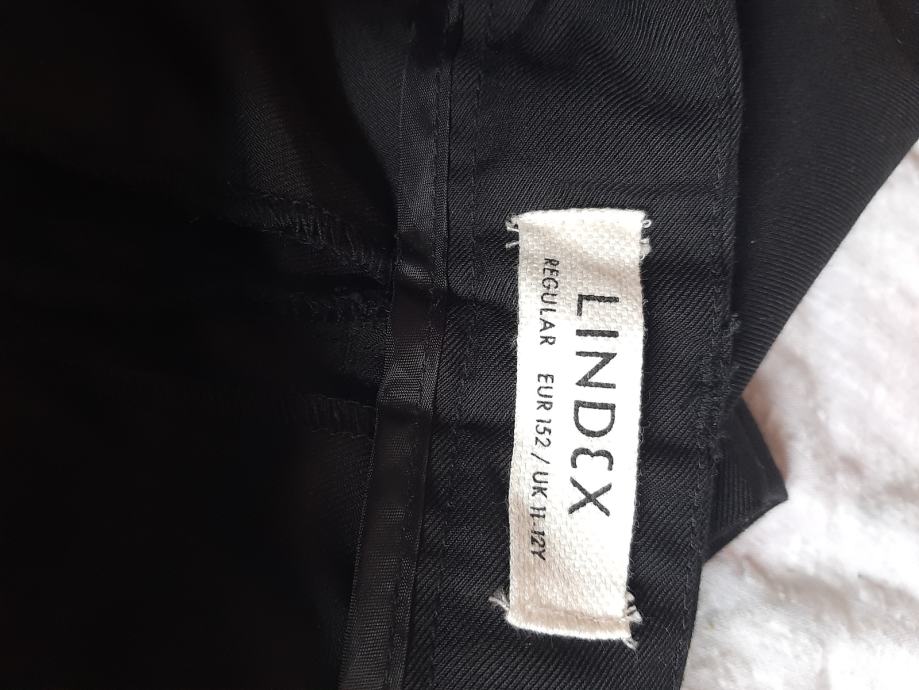 LINDEX
REGULAR EUR 152 / UK 11-12Y